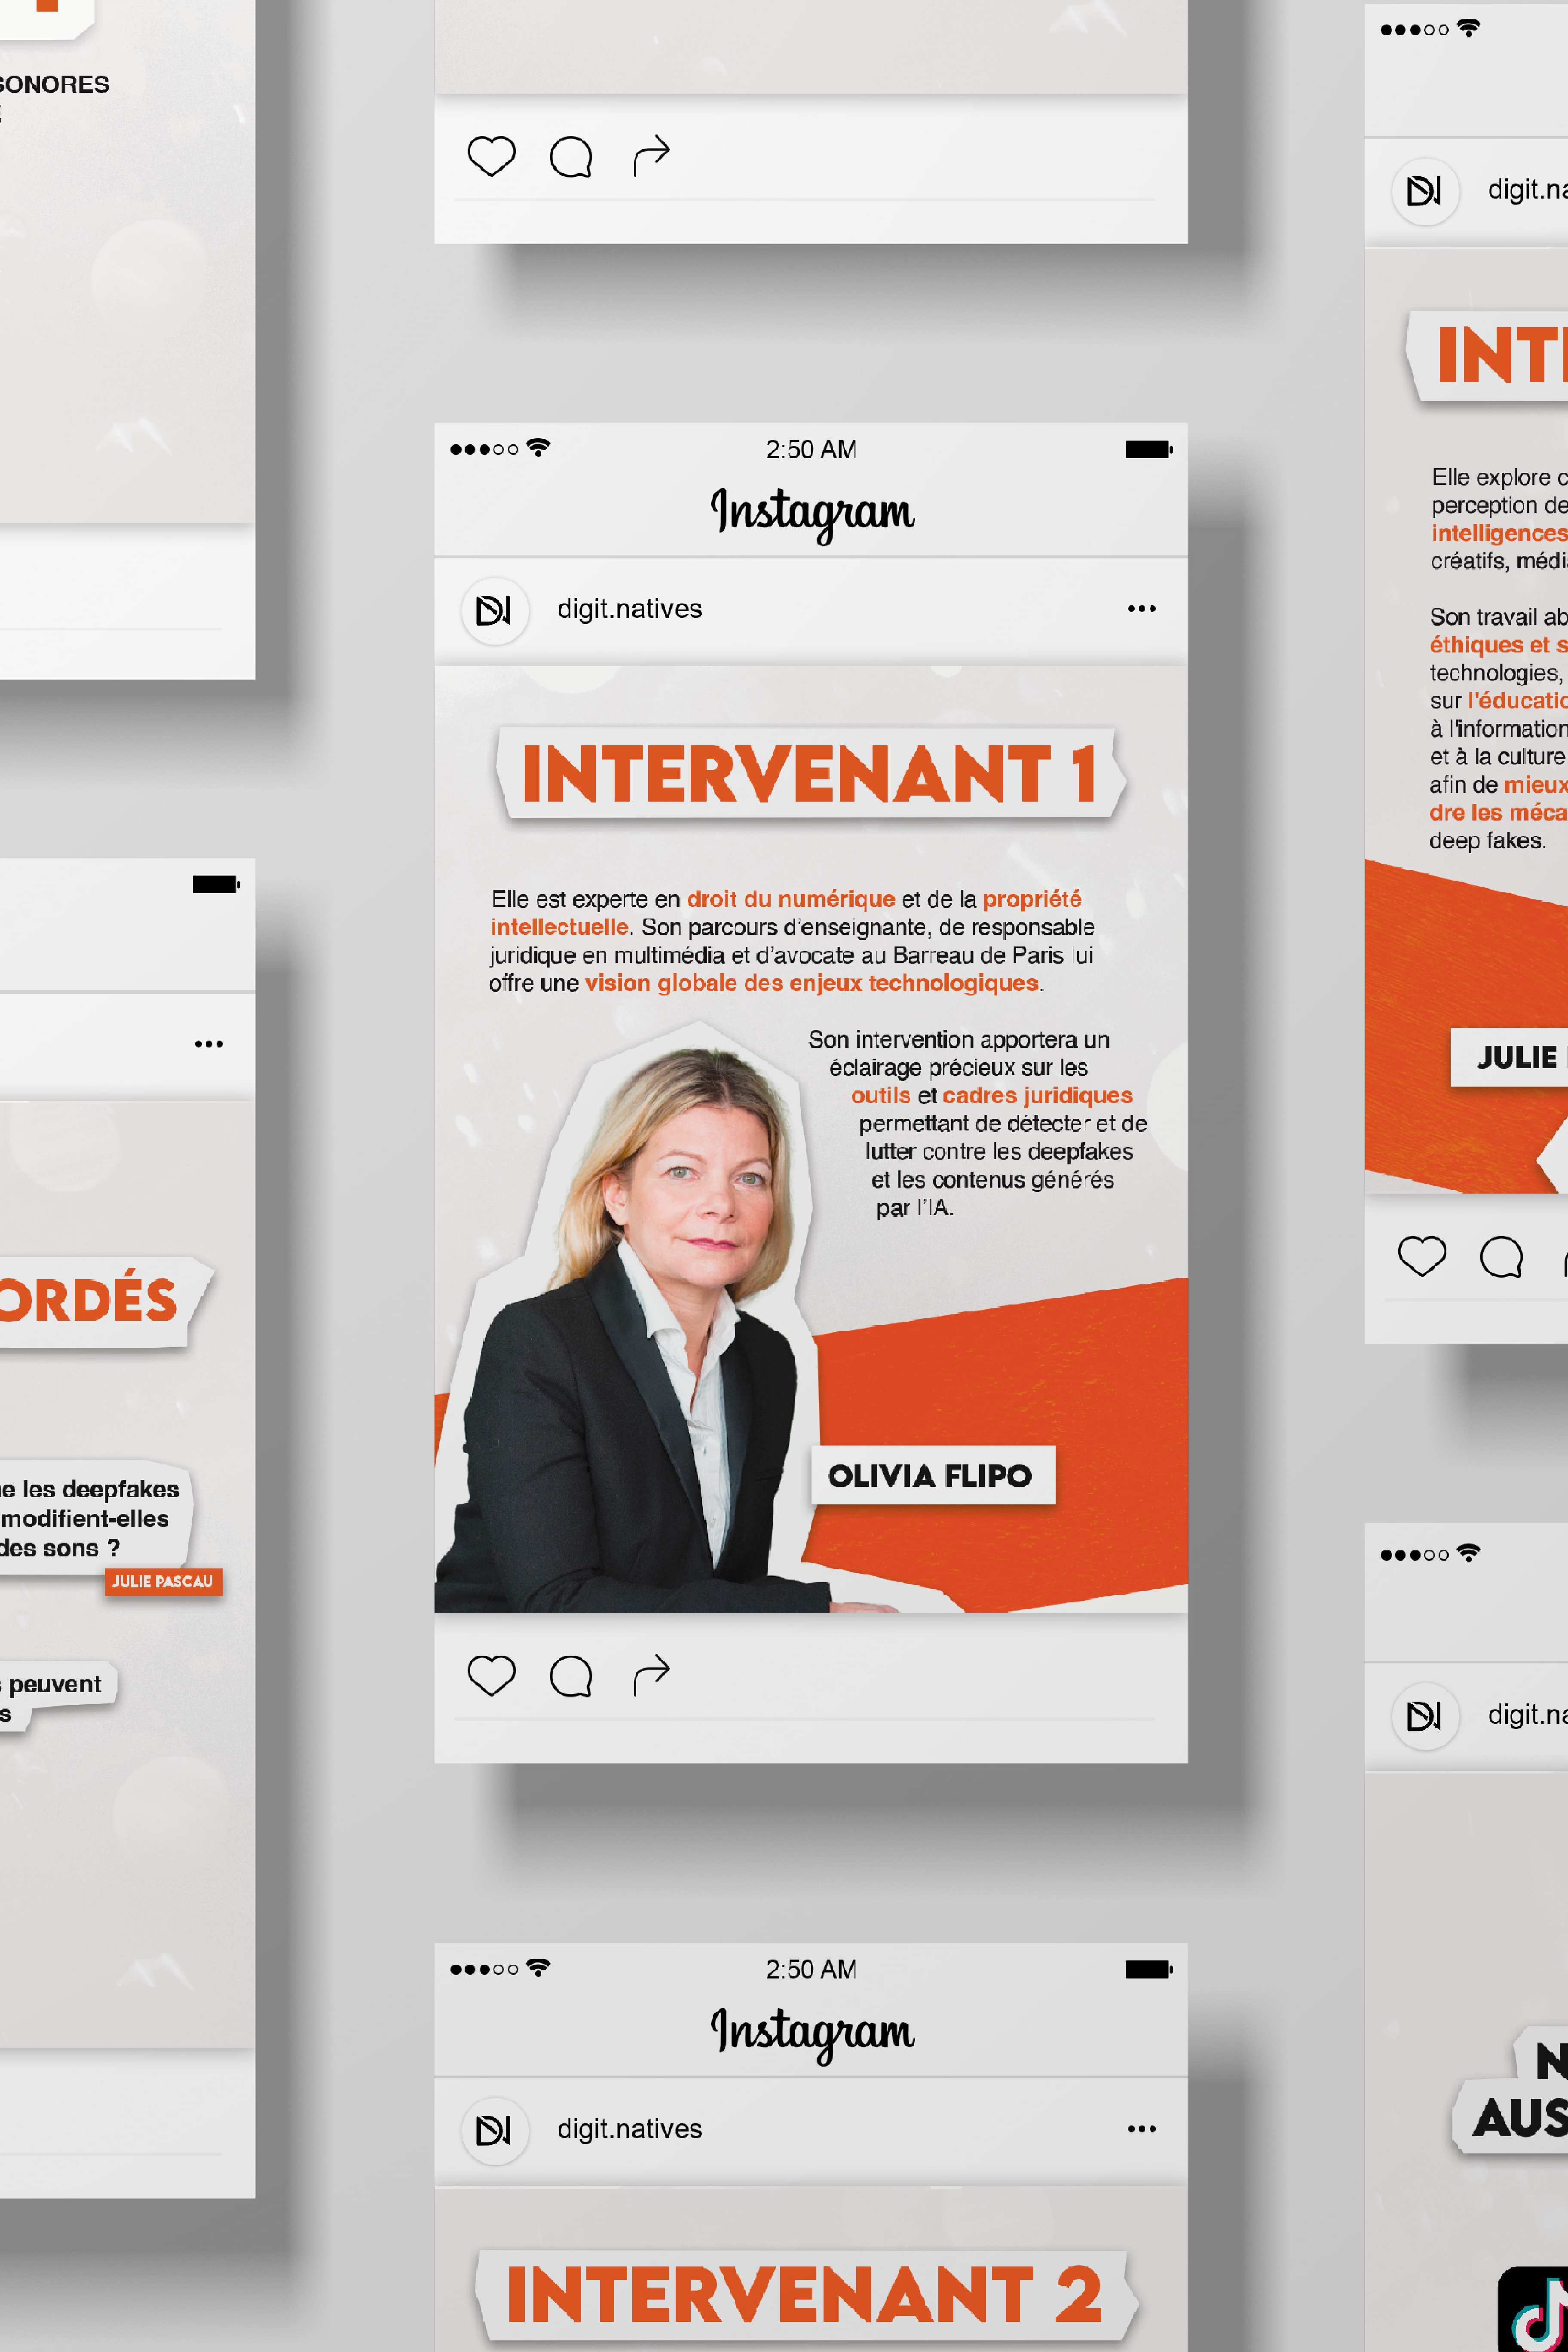 SONORES
ORDÉS
e les deepfakes
modifient-elles
des sons ?
JULIE PASCAU
peuvent
s
2:50 AM
Instagram
digit.natives
INTERVENANT 1
Elle est experte en droit du numérique et de la propriété
intellectuelle. Son parcours d’enseignante, de responsable
juridique en multimédia et d’avocate au Barreau de Paris lui
offre une vision globale des enjeux technologiques.
Son intervention apportera un
éclairage précieux sur les
outils et cadres juridiques
permettant de détecter et de
lutter contre les deepfakes
et les contenus générés
par l’IA.
OLIVIA FLIPO
2:50 AM
Instagram
digit.natives
INTERVENANT 2
digit.na
INT
Elle explore c
perception de
intelligences
créatifs, médi
Son travail ab
éthiques et s
technologies,
sur l'éducatio
à l'information
et à la culture
afin de mieux
dre les méca
deep fakes.
JULIE
digit.na
N
AUS